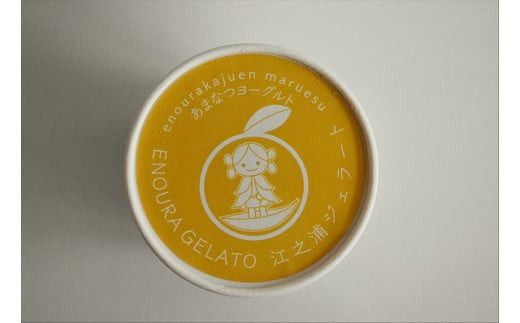 enourakajuen maruesu
あまなつヨーグルト
ENOURA GELATO 江之浦ジェラート